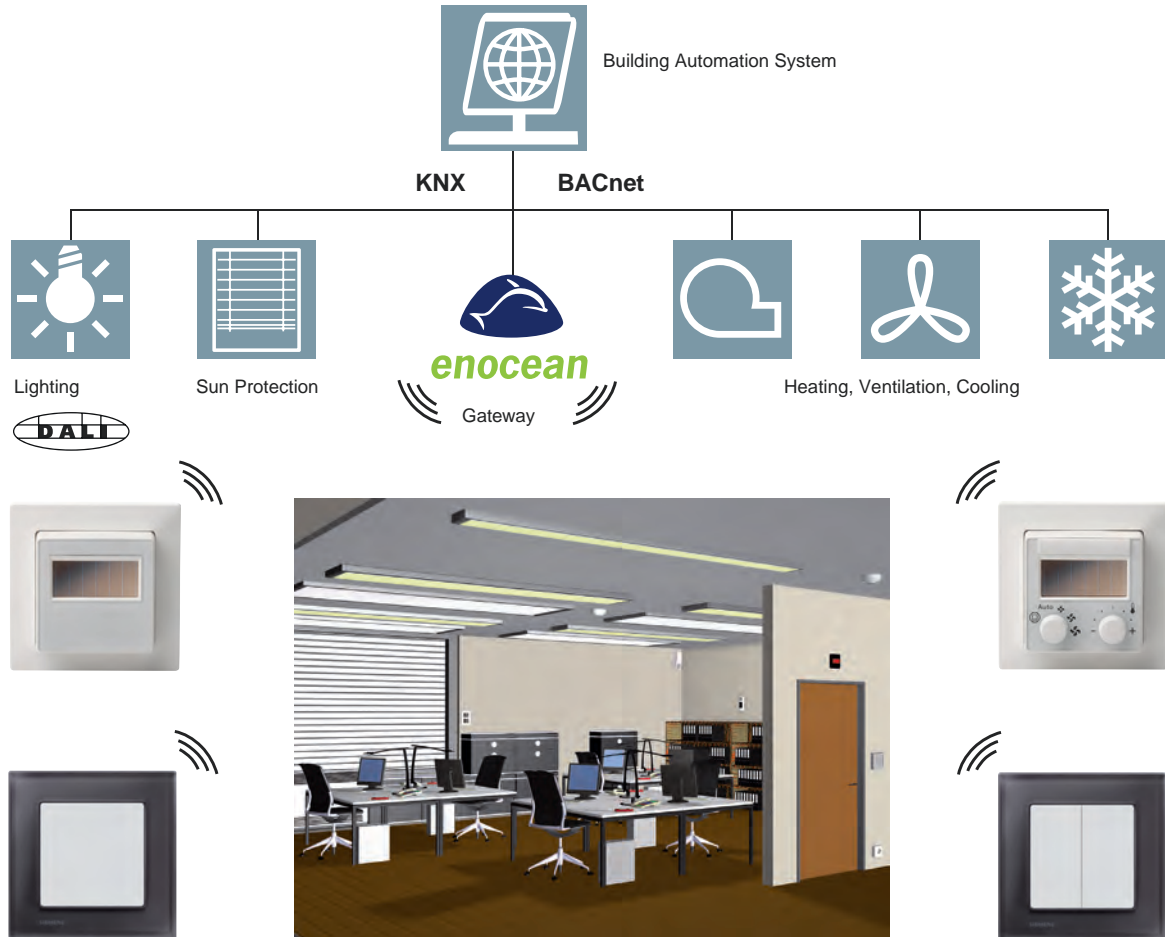 Building Automation System
KNX BACnet
enocean
Lighting
Sun Protection
Gateway
Heating, Ventilation, Cooling
DALI
Auto